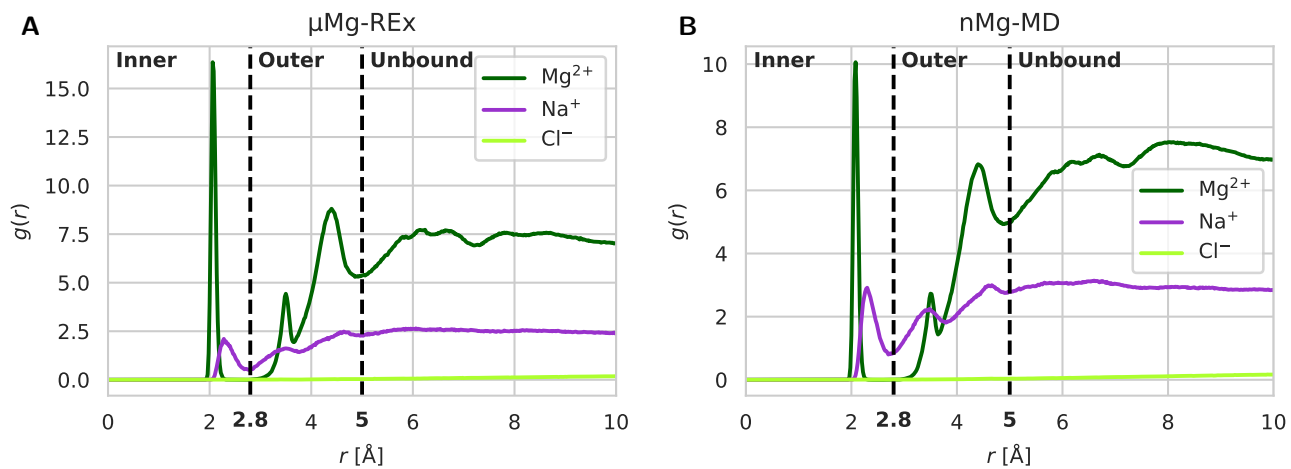 A
μMg-REx
Inner
Outer
Unbound
Mg²⁺
Na⁺
Cl⁻
15.0
12.5
10.0
7.5
5.0
2.5
0.0
g(r)
0 2 2.8 4 5 6 8 10
r [Å]
B
nMg-MD
Inner
Outer
Unbound
Mg²⁺
Na⁺
Cl⁻
10
8
6
4
2
0
g(r)
0 2 2.8 4 5 6 8 10
r [Å]